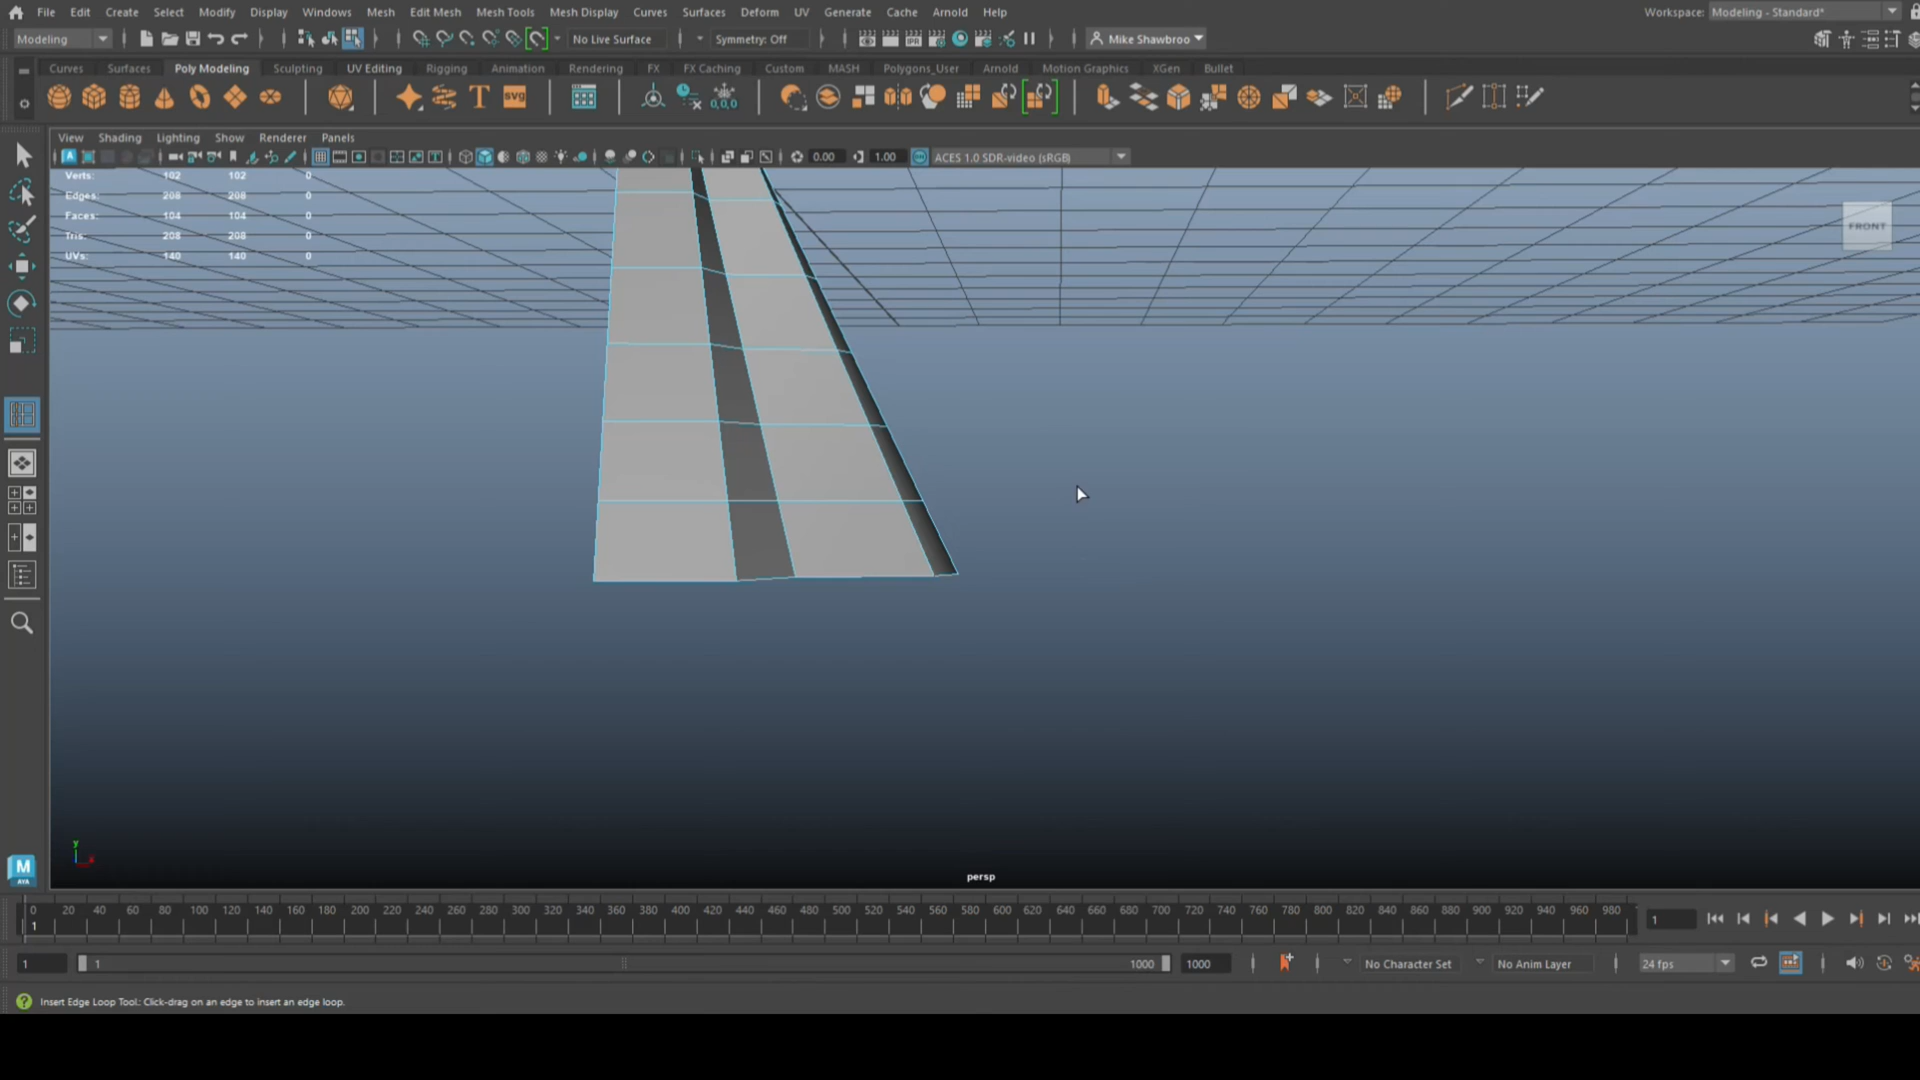 File Edit Create Select Modify Display Windows Mesh Edit Mesh Mesh Tools Mesh Display Curves Surfaces Deform UV Generate Cache Arnold Help Workspace: Modeling - Standard*
Modeling No Live Surface Symmetry: Off Mike Shawbroo
Curves Surfaces Poly Modeling Sculpting UV Editing Rigging Animation Rendering FX FX Caching Custom MASH Polygons_User Arnold Motion Graphics XGen Bullet
T SVG 0,0,0
View Shading Lighting Show Renderer Panels
0.00 1.00 ACES 1.0 SDR-video (sRGB)
Verts: 102 102 0
Edges: 208 208 0
Faces: 104 104 0
Tris: 208 208 0
UVs: 140 140 0
FRONT
y
x
M
AYA
persp
0 20 40 60 80 100 120 140 160 180 200 220 240 260 280 300 320 340 360 380 400 420 440 460 480 500 520 540 560 580 600 620 640 660 680 700 720 740 760 780 800 820 840 860 880 900 920 940 960 980
1 1
1 1 1000 1000 No Character Set No Anim Layer 24 fps
Insert Edge Loop Tool: Click-drag on an edge to insert an edge loop.